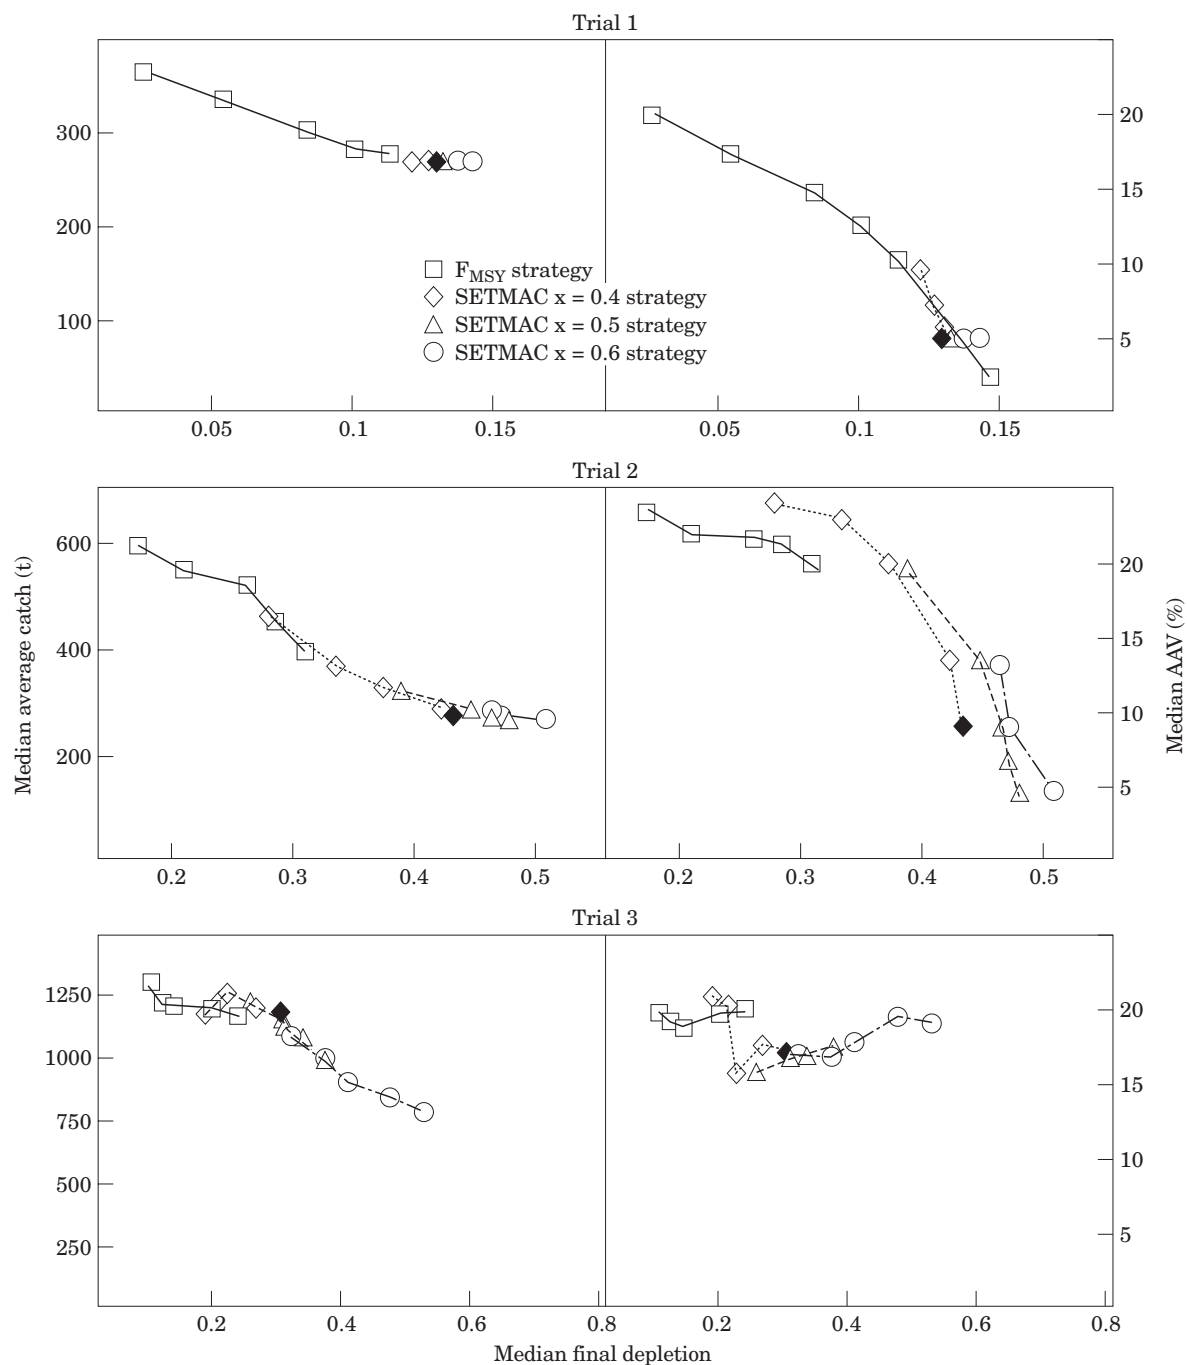 Trial 1
300
200
100
20
15
10
5
F_MSY strategy
SETMAC x = 0.4 strategy
SETMAC x = 0.5 strategy
SETMAC x = 0.6 strategy
0.05 0.1 0.15 0.05 0.1 0.15
Trial 2
Median average catch (t)
600
400
200
20
15
10
5
Median AAV (%)
0.2 0.3 0.4 0.5 0.2 0.3 0.4 0.5
Trial 3
1250
1000
750
500
250
20
15
10
5
0.2 0.4 0.6 0.8 0.2 0.4 0.6 0.8
Median final depletion